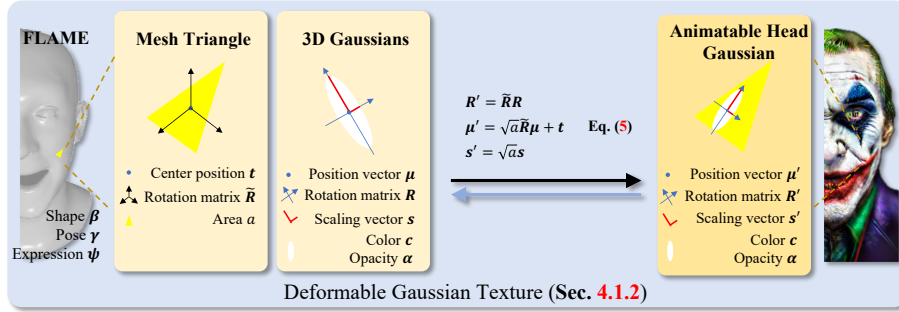 FLAME
Shape β
Pose γ
Expression ψ
Mesh Triangle
Center position t
Rotation matrix R̃
Area a
3D Gaussians
Position vector μ
Rotation matrix R
Scaling vector s
Color c
Opacity α
R′ = R̃R
μ′ = √aR̃μ + t Eq. (5)
s′ = √as
Animatable Head
Gaussian
Position vector μ′
Rotation matrix R′
Scaling vector s′
Color c
Opacity α
Deformable Gaussian Texture (Sec. 4.1.2)